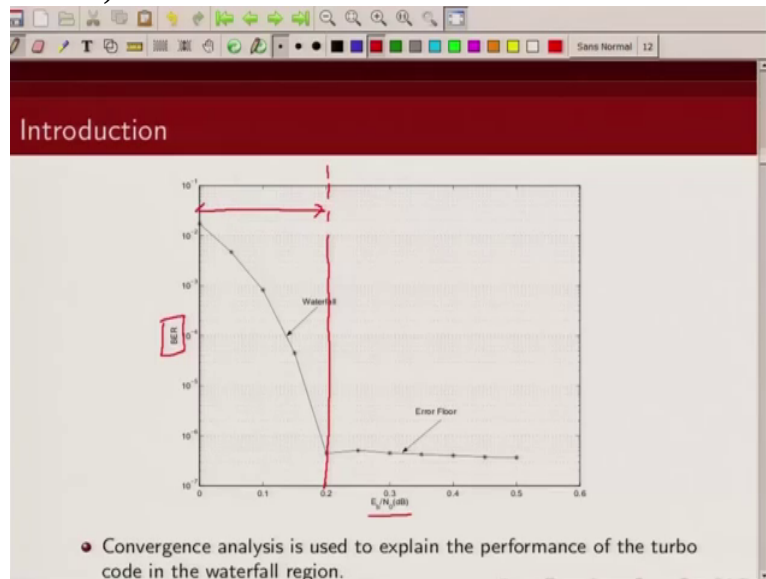 T
Sans Normal 12
Introduction
10^-1
10^-2
10^-3
Waterfall
BER
10^-4
10^-5
Error Floor
10^-6
10^-7
0 0.1 0.2 0.3 0.4 0.5 0.6
E_b/N_0(dB)
Convergence analysis is used to explain the performance of the turbo
code in the waterfall region.